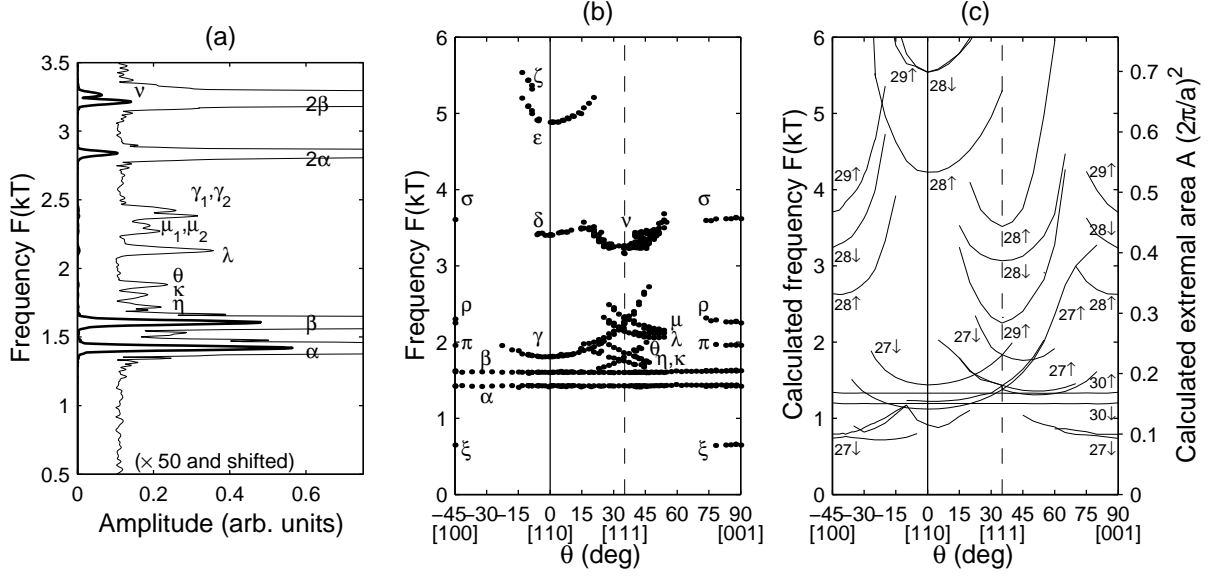 (a)
3.5
3
2.5
2
1.5
1
0.5
Frequency F(kT)
ν
2β
2α
γ1,γ2
μ1,μ2
λ
θ
κ
η
β
α
(× 50 and shifted)
0 0.2 0.4 0.6
Amplitude (arb. units)
(b)
6
5
4
3
2
1
0
Frequency F(kT)
ζ
ε
σ δ ν σ
ρ γ μ ρ
π λ π
β θ
η,κ
α
ξ ξ
−45 −30 −15 0 15 30 45 60 75 90
[100] [110] [111] [001]
θ (deg)
(c)
6
5
4
3
2
1
0
Calculated frequency F(kT)
29↑
28↓
29↑ 28↑ 29↑
28↓ 28↑ 28↓
28↑ 28↓ 28↑
27↓ 27↓ 29↑ 27↑
27↑
30↑
30↓
27↓ 27↓
0.7
0.6
0.5
0.4
0.3
0.2
0.1
0
Calculated extremal area A (2π/a)²
−45 −30 −15 0 15 30 45 60 75 90
[100] [110] [111] [001]
θ (deg)